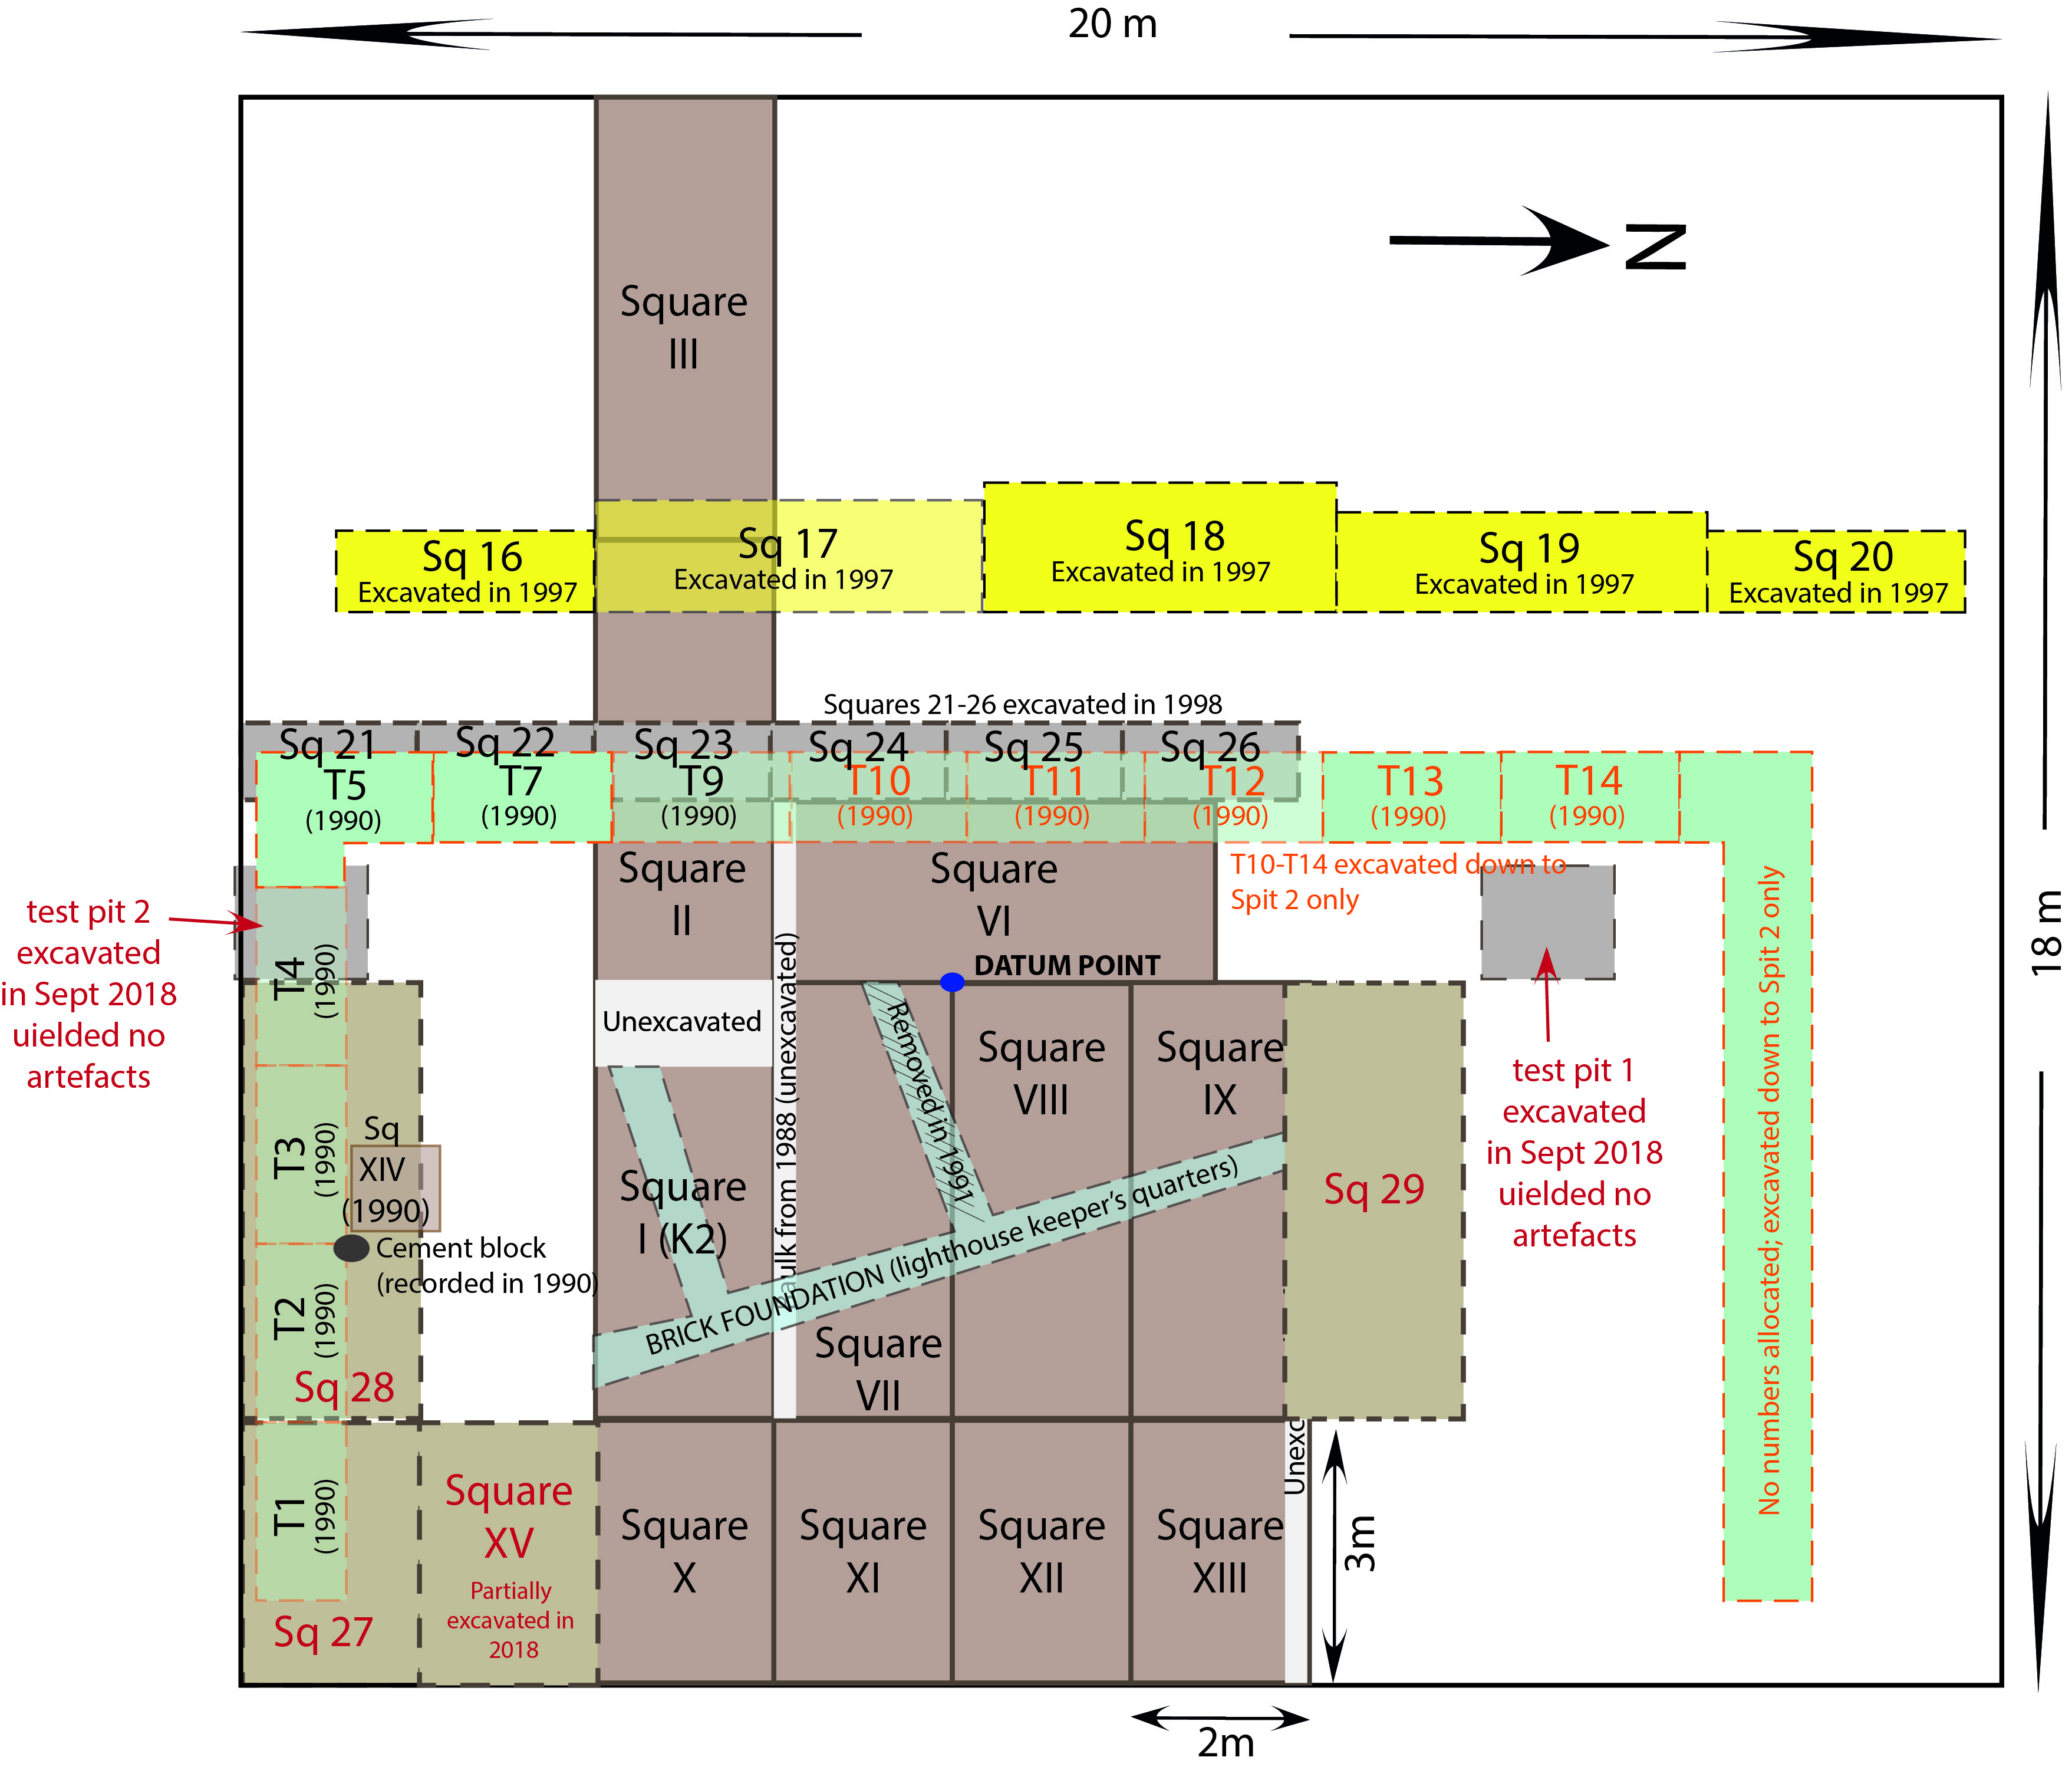 20 m
N
Square
III
Sq 16
Excavated in 1997
Sq 17
Excavated in 1997
Sq 18
Excavated in 1997
Sq 19
Excavated in 1997
Sq 20
Excavated in 1997
Squares 21-26 excavated in 1998
Sq 21
Sq 22
Sq 23
Sq 24
Sq 25
Sq 26
T5
(1990)
T7
(1990)
T9
(1990)
T10
(1990)
T11
(1990)
T12
(1990)
T13
(1990)
T14
(1990)
T10-T14 excavated down to
Spit 2 only
Square
II
Square
VI
DATUM POINT
18 m
test pit 2
excavated
in Sept 2018
uielded no
artefacts
T4
(1990)
Unexcavated
aulk from 1988 (unexcavated)
Removed in 1991
Square
VIII
Square
IX
Sq 29
test pit 1
excavated
in Sept 2018
uielded no
artefacts
No numbers allocated; excavated down to Spit 2 only
T3
(1990)
Sq
XIV
(1990)
Cement block
(recorded in 1990)
Square
I (K2)
BRICK FOUNDATION (lighthouse keeper's quarters)
T2
(1990)
Sq 28
Square
VII
T1
(1990)
Sq 27
Square
XV
Partially
excavated in
2018
Square
X
Square
XI
Square
XII
Square
XIII
Unexc
3m
2m